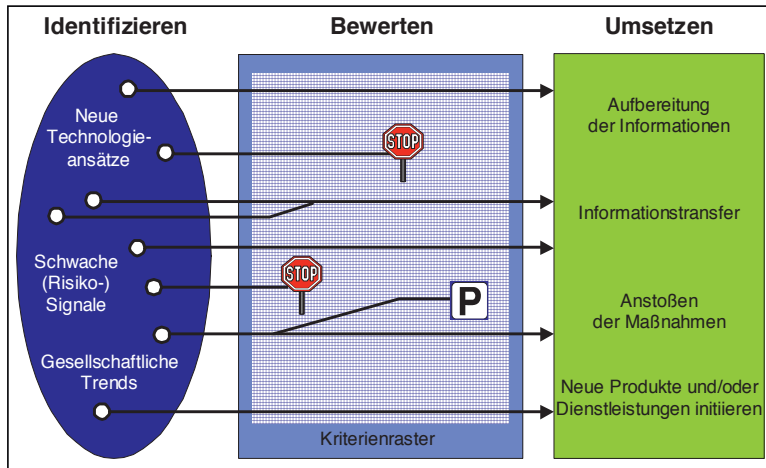 Identifizieren
Bewerten
Umsetzen
Neue
Technologie-
ansätze
Schwache
(Risiko-)
Signale
Gesellschaftliche
Trends
STOP
STOP
P
Kriterienraster
Aufbereitung
der Informationen
Informationstransfer
Anstoßen
der Maßnahmen
Neue Produkte und/oder
Dienstleistungen initiieren